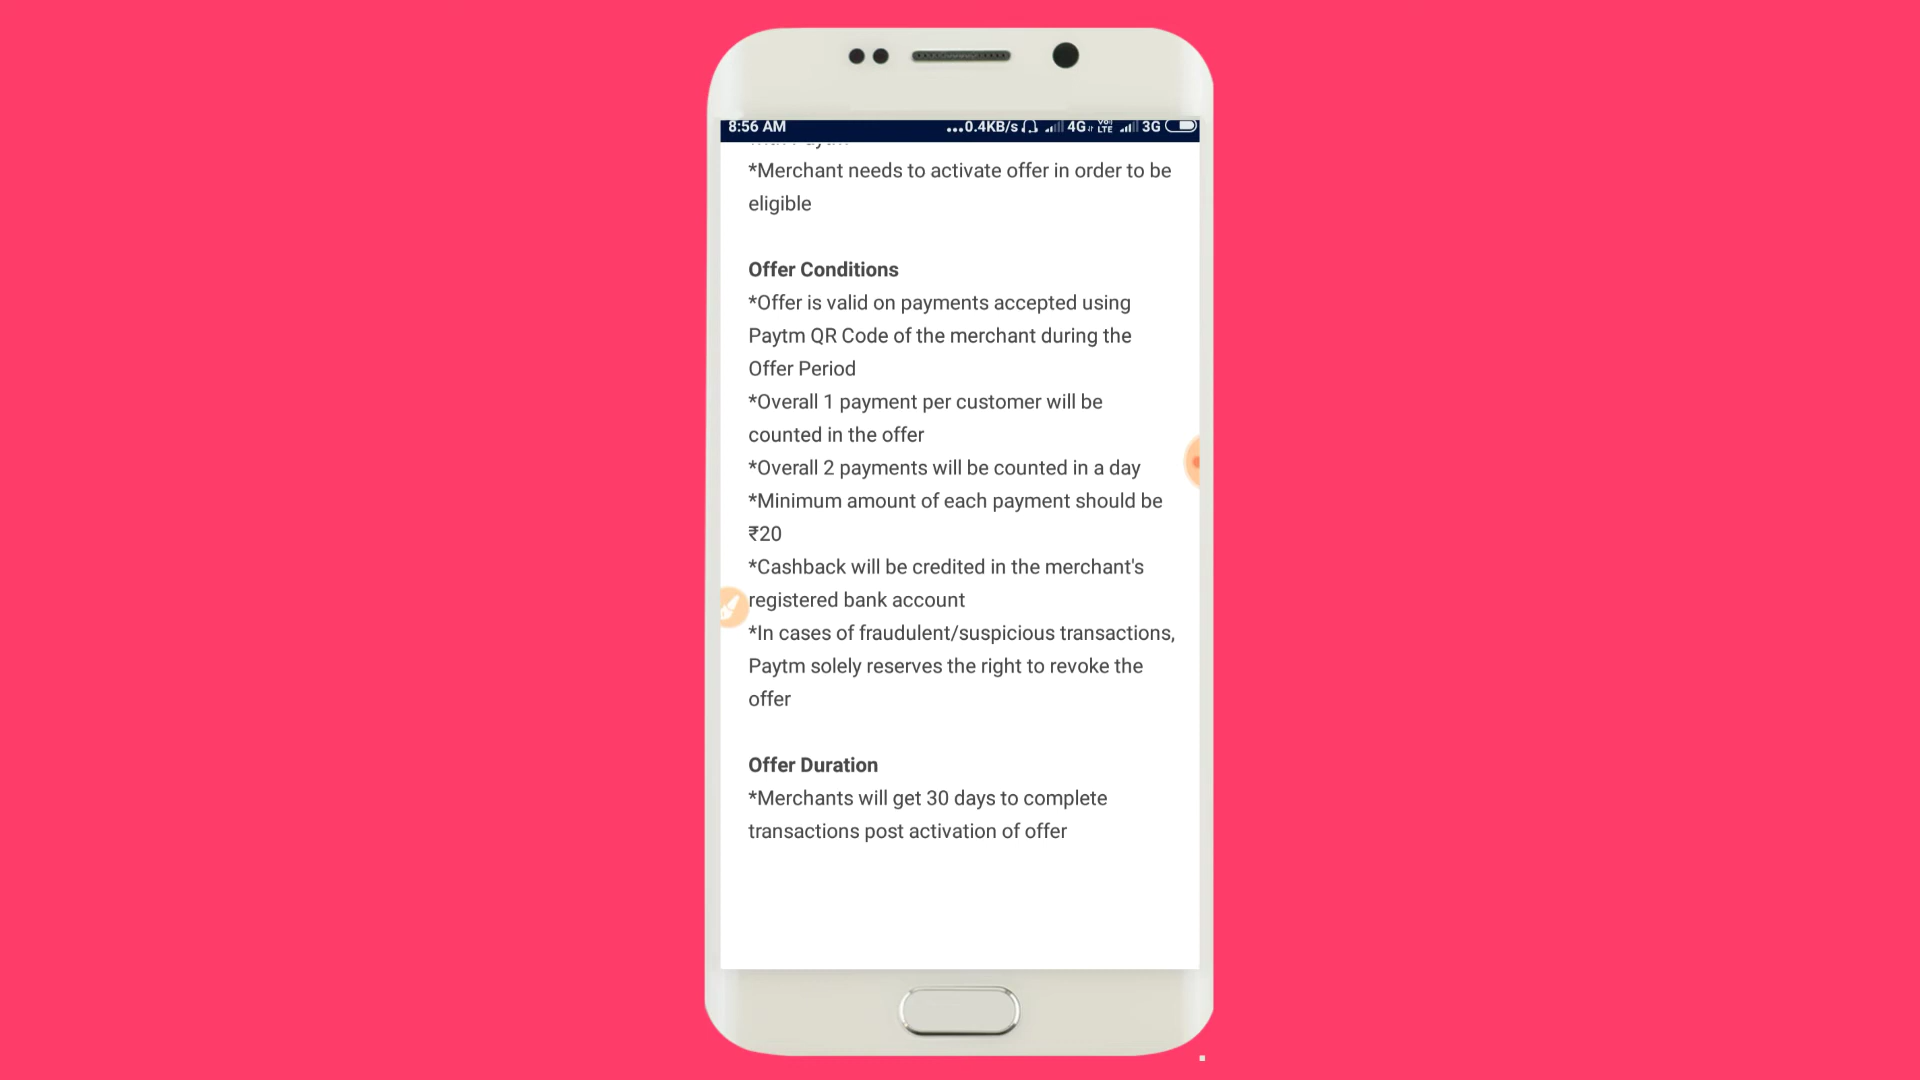 8:56 AM ...0.4KB/s 4G VoLTE 3G
*Merchant needs to activate offer in order to be
eligible
Offer Conditions
*Offer is valid on payments accepted using
Paytm QR Code of the merchant during the
Offer Period
*Overall 1 payment per customer will be
counted in the offer
*Overall 2 payments will be counted in a day
*Minimum amount of each payment should be
₹20
*Cashback will be credited in the merchant's
registered bank account
*In cases of fraudulent/suspicious transactions,
Paytm solely reserves the right to revoke the
offer
Offer Duration
*Merchants will get 30 days to complete
transactions post activation of offer